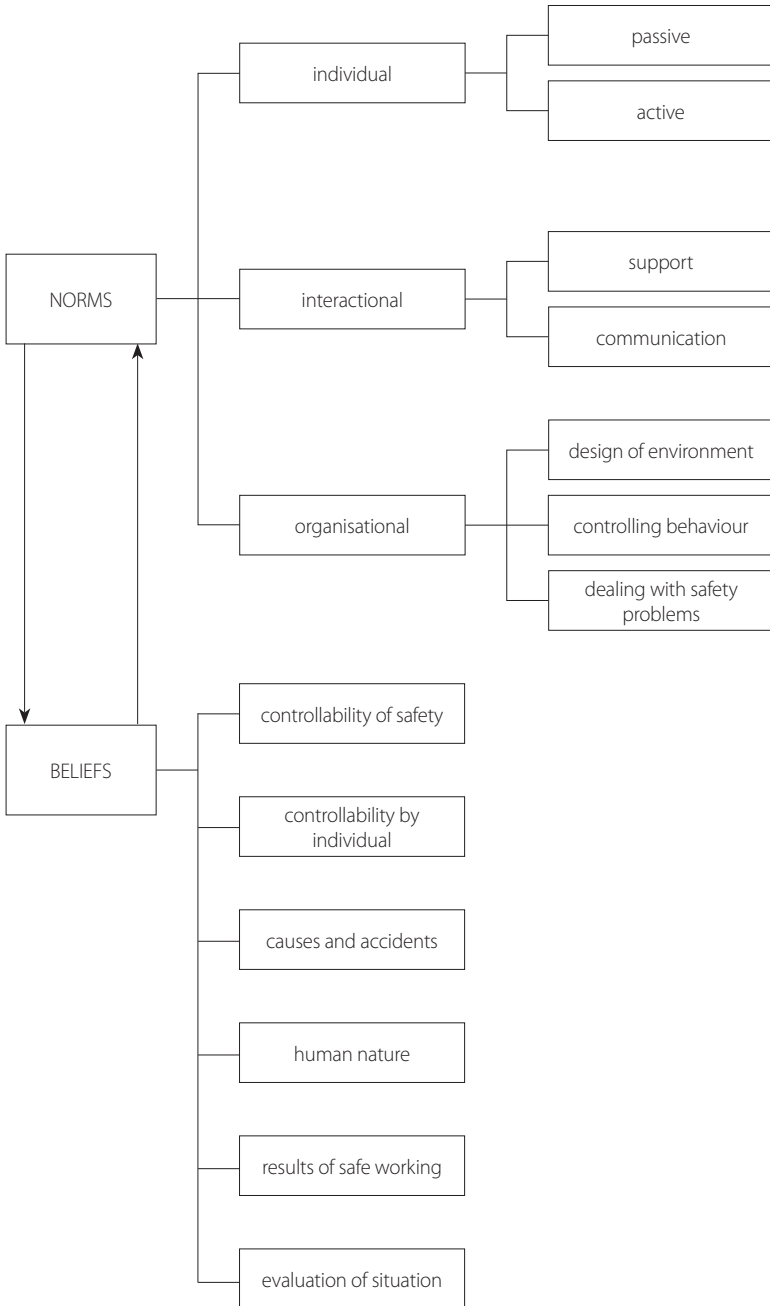 individual
passive
active
NORMS
interactional
support
communication
organisational
design of environment
controlling behaviour
dealing with safety
problems
BELIEFS
controllability of safety
controllability by
individual
causes and accidents
human nature
results of safe working
evaluation of situation